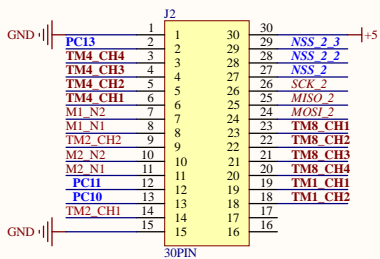 J2
GND 1 1 30 30 +5
PC13 2 2 29 29 NSS_2_3
TM4_CH4 3 3 28 28 NSS_2_2
TM4_CH3 4 4 27 27 NSS_2
TM4_CH2 5 5 26 26 SCK_2
TM4_CH1 6 6 25 25 MISO_2
M1_N2 7 7 24 24 MOSI_2
M1_N1 8 8 23 23 TM8_CH1
TM2_CH2 9 9 22 22 TM8_CH2
M2_N2 10 10 21 21 TM8_CH3
M2_N1 11 11 20 20 TM8_CH4
PC11 12 12 19 19 TM1_CH1
PC10 13 13 18 18 TM1_CH2
TM2_CH1 14 14 17 17
GND 15 15 16 16
30PIN